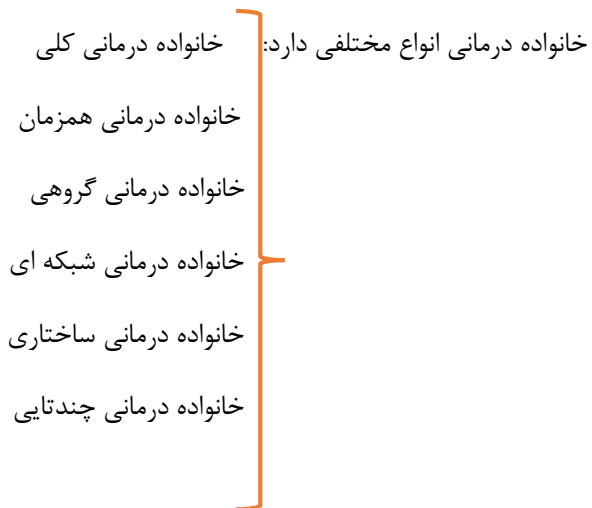 خانواده درمانی انواع مختلفی دارد: خانواده درمانی کلی
خانواده درمانی همزمان
خانواده درمانی گروهی
خانواده درمانی شبکه ای
خانواده درمانی ساختاری
خانواده درمانی چندتایی